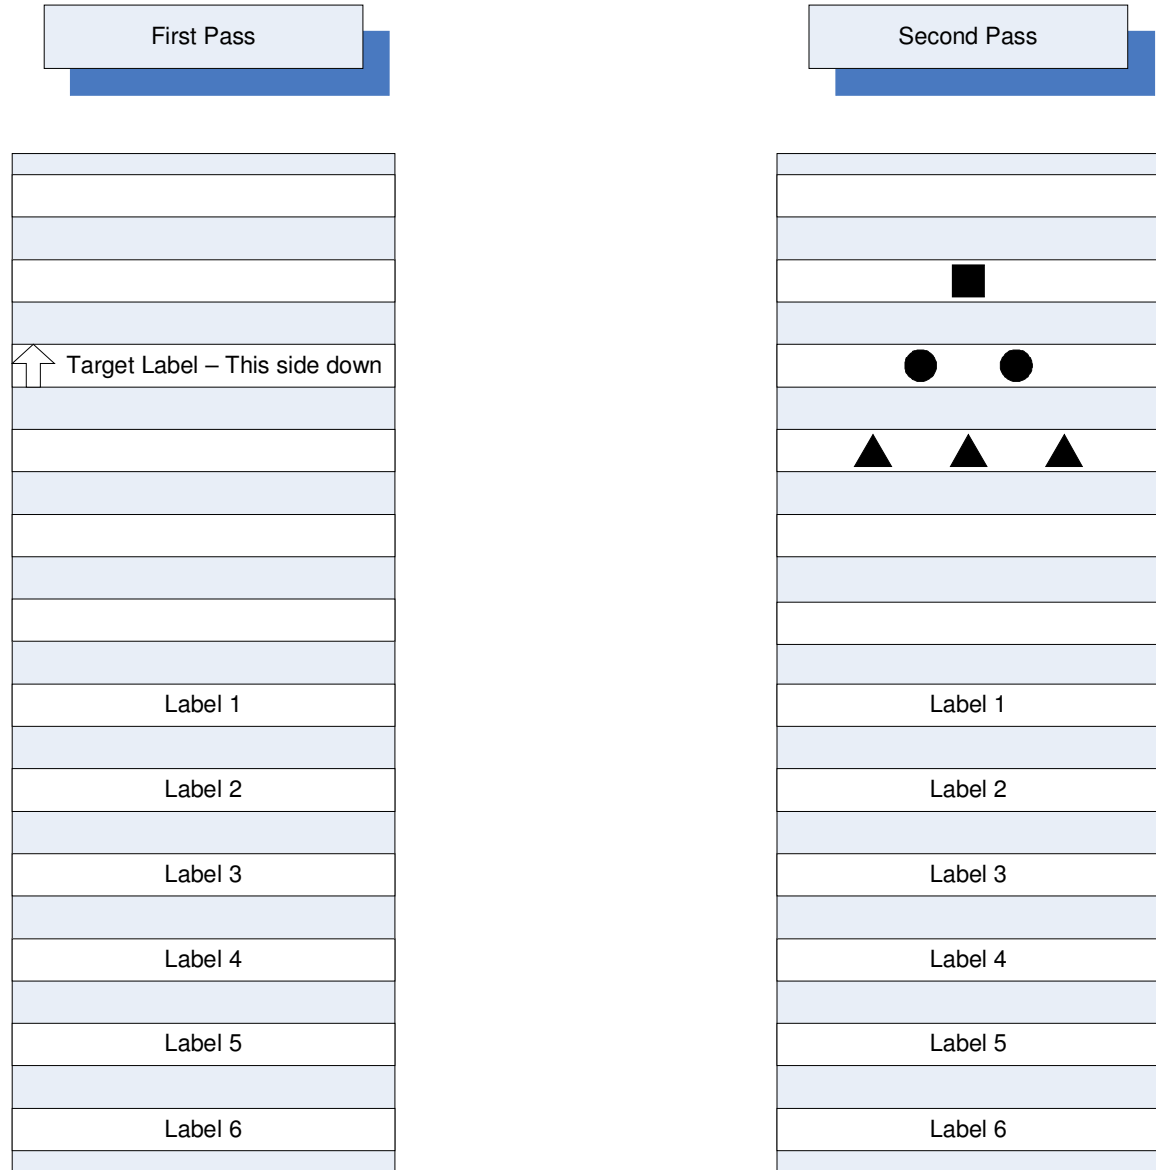 First Pass
Second Pass
Target Label – This side down
Label 1
Label 1
Label 2
Label 2
Label 3
Label 3
Label 4
Label 4
Label 5
Label 5
Label 6
Label 6